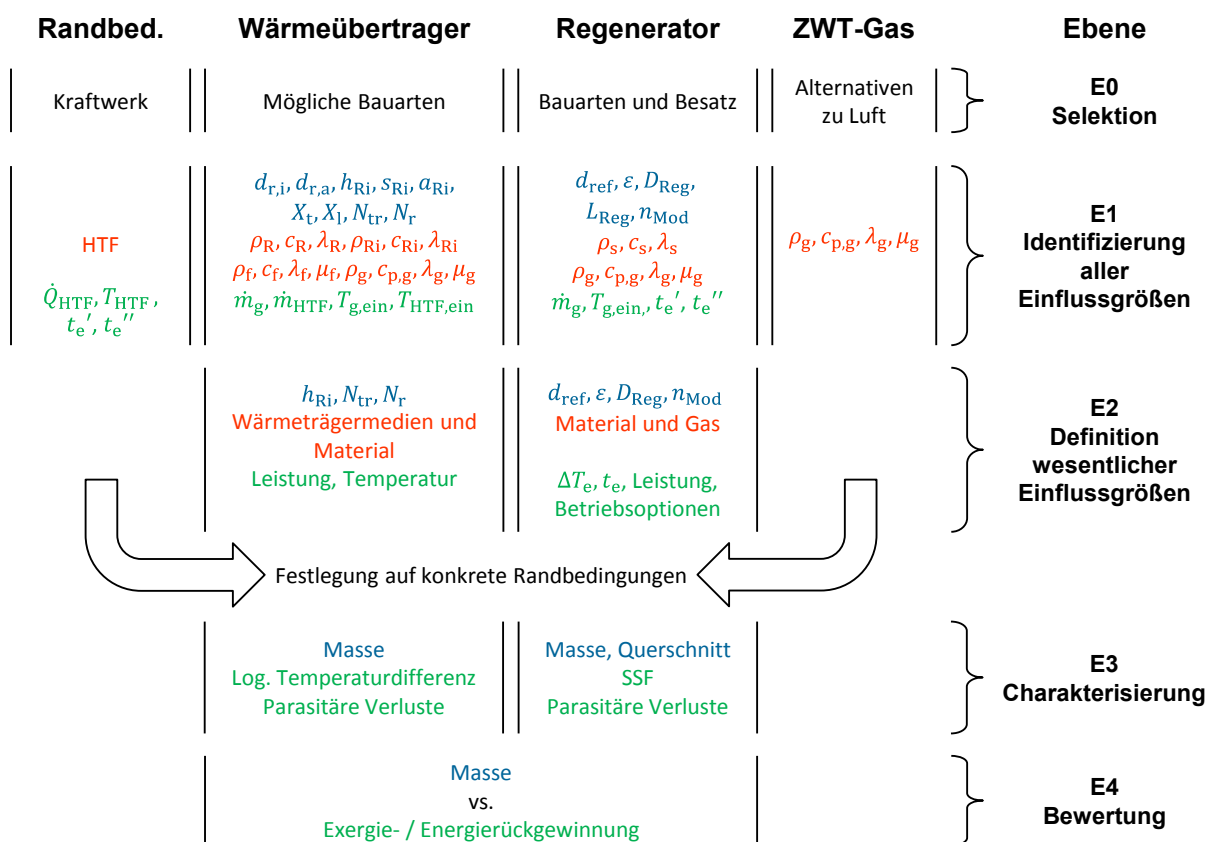 Randbed. Wärmeübertrager Regenerator ZWT-Gas Ebene
Kraftwerk
Mögliche Bauarten
Bauarten und Besatz
Alternativen
zu Luft
E0
Selektion
HTF
Q̇_HTF, T_HTF,
t_e′, t_e′′
d_r,i, d_r,a, h_Ri, s_Ri, a_Ri,
X_t, X_l, N_tr, N_r
ρ_R, c_R, λ_R, ρ_Ri, c_Ri, λ_Ri
ρ_f, c_f, λ_f, μ_f, ρ_g, c_p,g, λ_g, μ_g
ṁ_g, ṁ_HTF, T_g,ein, T_HTF,ein
d_ref, ε, D_Reg,
L_Reg, n_Mod
ρ_s, c_s, λ_s
ρ_g, c_p,g, λ_g, μ_g
ṁ_g, T_g,ein,, t_e′, t_e′′
ρ_g, c_p,g, λ_g, μ_g
E1
Identifizierung
aller
Einflussgrößen
h_Ri, N_tr, N_r
Wärmeträgermedien und
Material
Leistung, Temperatur
d_ref, ε, D_Reg, n_Mod
Material und Gas
ΔT_e, t_e, Leistung,
Betriebsoptionen
E2
Definition
wesentlicher
Einflussgrößen
Festlegung auf konkrete Randbedingungen
Masse
Log. Temperaturdifferenz
Parasitäre Verluste
Masse, Querschnitt
SSF
Parasitäre Verluste
E3
Charakterisierung
Masse
vs.
Exergie- / Energierückgewinnung
E4
Bewertung